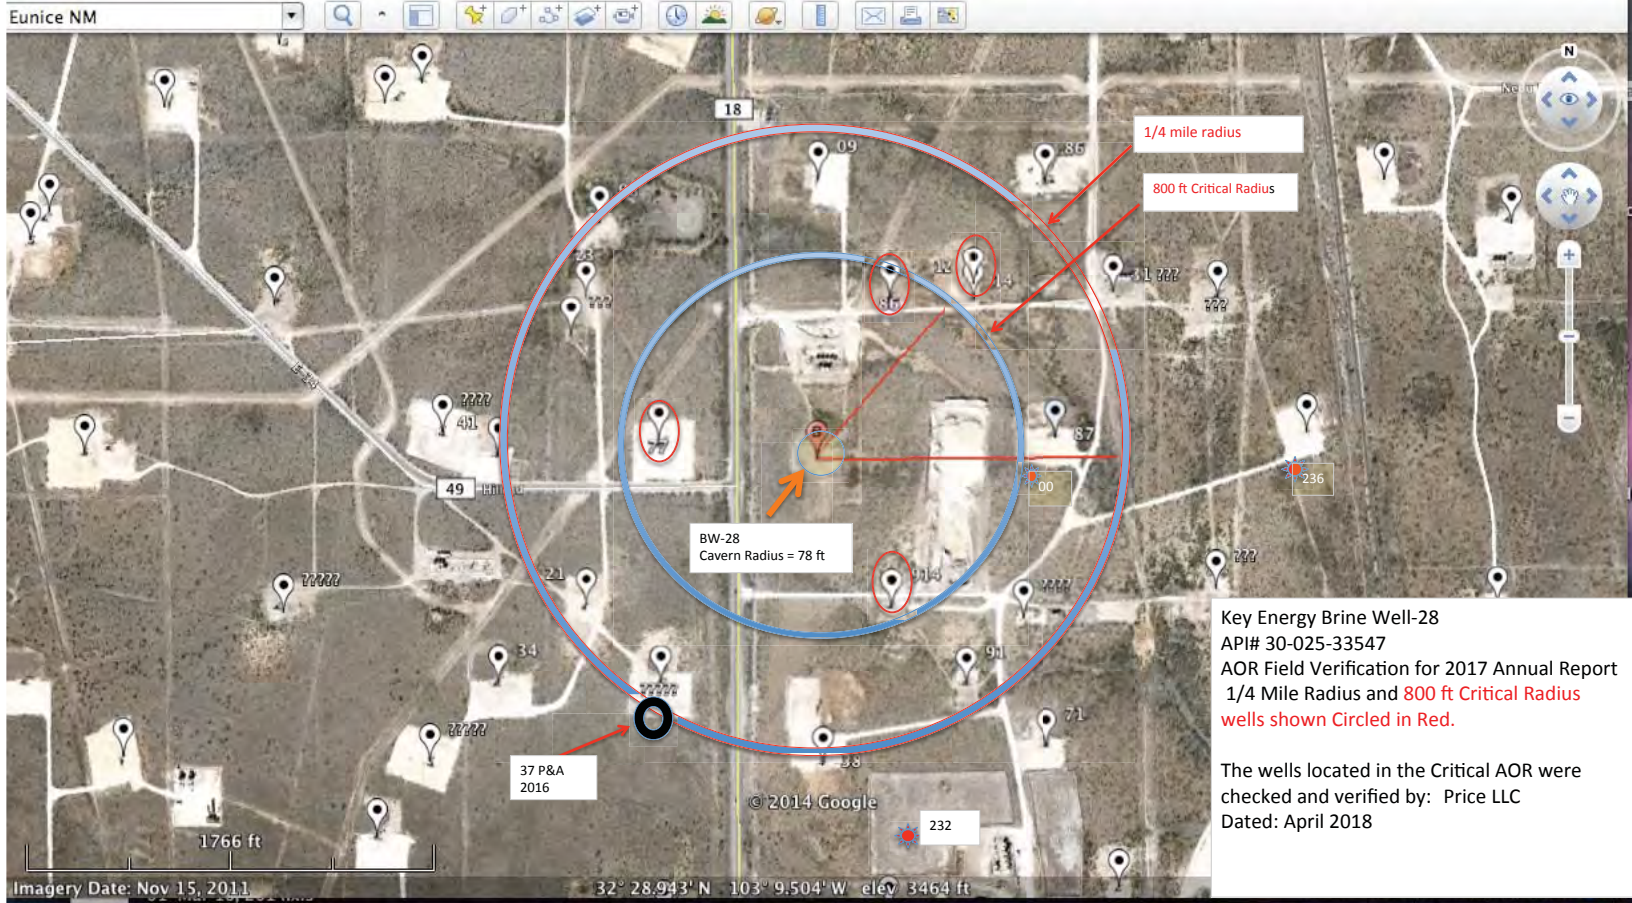 Eunice NM
N
18
1/4 mile radius
09
86
800 ft Critical Radius
23
12
14
31 ???
???
86
???
E-34
????
41
77
87
49
00
236
BW-28
Cavern Radius = 78 ft
???
?????
21
914
????
Key Energy Brine Well-28
API# 30-025-33547
AOR Field Verification for 2017 Annual Report
1/4 Mile Radius and 800 ft Critical Radius
wells shown Circled in Red.
34
91
?????
?????
71
37 P&A
2016
38
The wells located in the Critical AOR were
checked and verified by: Price LLC
Dated: April 2018
© 2014 Google
232
1766 ft
Imagery Date: Nov 15, 2011
32° 28.943' N 103° 9.504' W elev 3464 ft